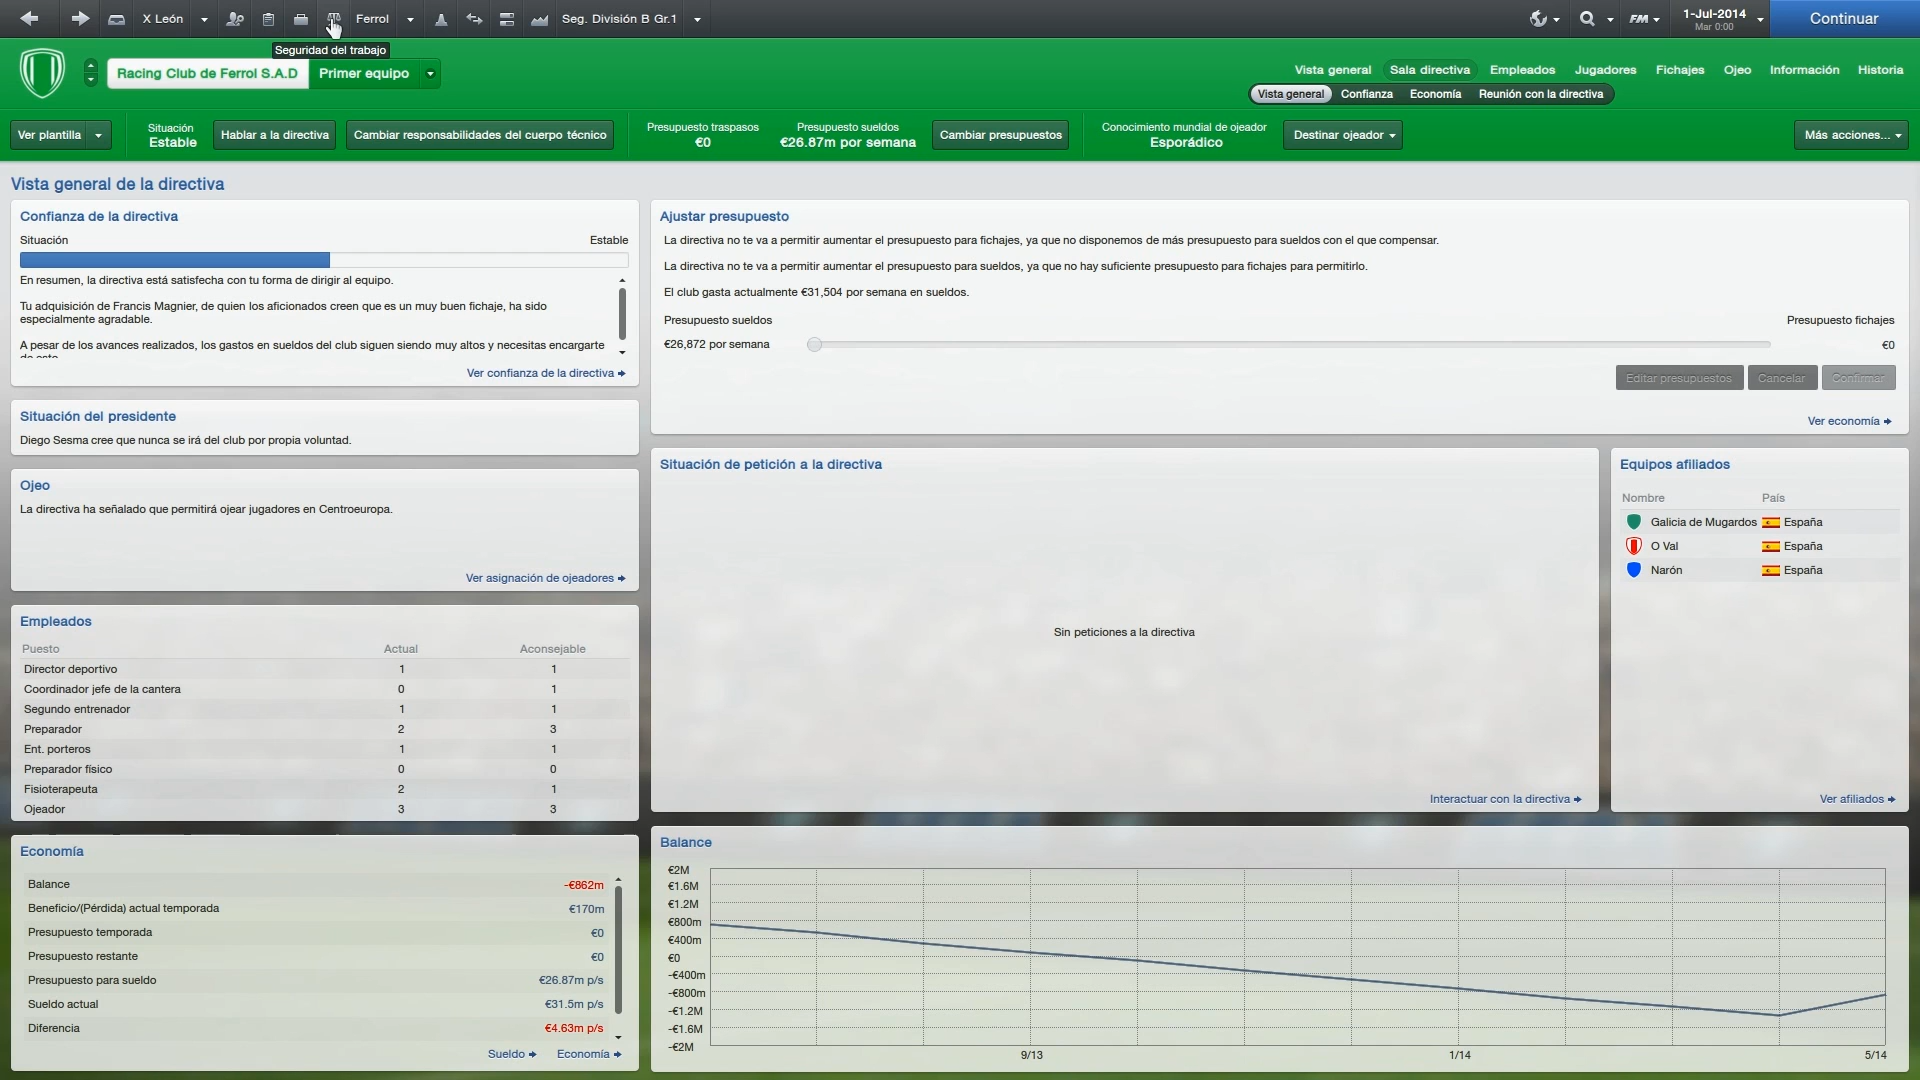 X León
Ferrol
Seg. División B Gr.1
FM
1-Jul-2014
Mar 0:00
Continuar
Seguridad del trabajo
Racing Club de Ferrol S.A.D
Primer equipo
Vista general
Sala directiva
Empleados
Jugadores
Fichajes
Ojeo
Información
Historia
Vista general
Confianza
Economía
Reunión con la directiva
Ver plantilla
Situación
Estable
Hablar a la directiva
Cambiar responsabilidades del cuerpo técnico
Presupuesto traspasos
€0
Presupuesto sueldos
€26.87m por semana
Cambiar presupuestos
Conocimiento mundial de ojeador
Esporádico
Destinar ojeador
Más acciones...
Vista general de la directiva
Confianza de la directiva
Situación
Estable
En resumen, la directiva está satisfecha con tu forma de dirigir al equipo.
Tu adquisición de Francis Magnier, de quien los aficionados creen que es un muy buen fichaje, ha sido
especialmente agradable.
A pesar de los avances realizados, los gastos en sueldos del club siguen siendo muy altos y necesitas encargarte
de esto.
Ver confianza de la directiva
Situación del presidente
Diego Sesma cree que nunca se irá del club por propia voluntad.
Ojeo
La directiva ha señalado que permitirá ojear jugadores en Centroeuropa.
Ver asignación de ojeadores
Empleados
Puesto Actual Aconsejable
Director deportivo 1 1
Coordinador jefe de la cantera 0 1
Segundo entrenador 1 1
Preparador 2 3
Ent. porteros 1 1
Preparador físico 0 0
Fisioterapeuta 2 1
Ojeador 3 3
Economía
Balance -€862m
Beneficio/(Pérdida) actual temporada €170m
Presupuesto temporada €0
Presupuesto restante €0
Presupuesto para sueldo €26.87m p/s
Sueldo actual €31.5m p/s
Diferencia €4.63m p/s
Sueldo Economía
Ajustar presupuesto
La directiva no te va a permitir aumentar el presupuesto para fichajes, ya que no disponemos de más presupuesto para sueldos con el que compensar.
La directiva no te va a permitir aumentar el presupuesto para sueldos, ya que no hay suficiente presupuesto para fichajes para permitirlo.
El club gasta actualmente €31,504 por semana en sueldos.
Presupuesto sueldos Presupuesto fichajes
€26,872 por semana €0
Editar presupuestos Cancelar Confirmar
Ver economía
Situación de petición a la directiva
Sin peticiones a la directiva
Interactuar con la directiva
Equipos afiliados
Nombre País
Galicia de Mugardos España
O Val España
Narón España
Ver afiliados
Balance
€2M
€1.6M
€1.2M
€800m
€400m
€0
-€400m
-€800m
-€1.2M
-€1.6M
-€2M
9/13 1/14 5/14